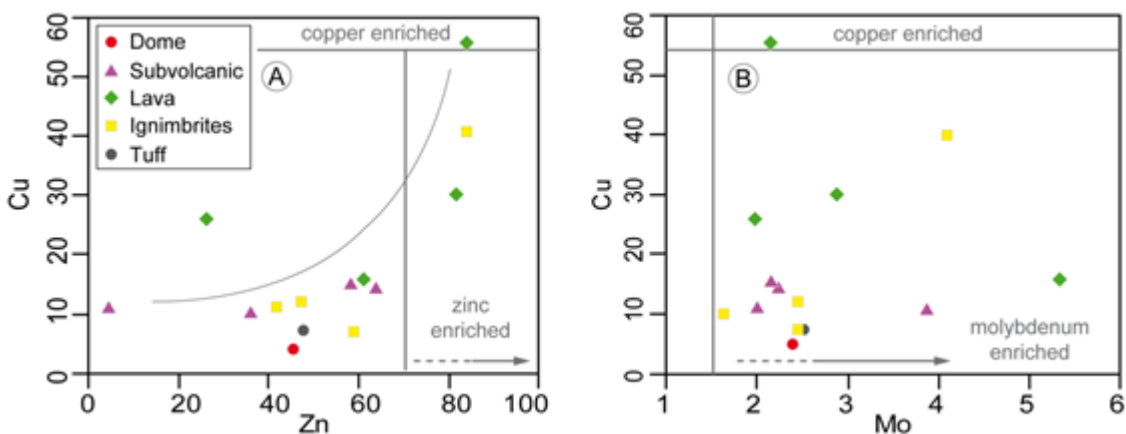 60
50
40
30
20
10
0
Cu
Dome
Subvolcanic
Lava
Ignimbrites
Tuff
copper enriched
A
zinc
enriched
0
20
40
60
80
100
Zn
60
50
40
30
20
10
0
Cu
copper enriched
B
molybdenum
enriched
1
2
3
4
5
6
Mo